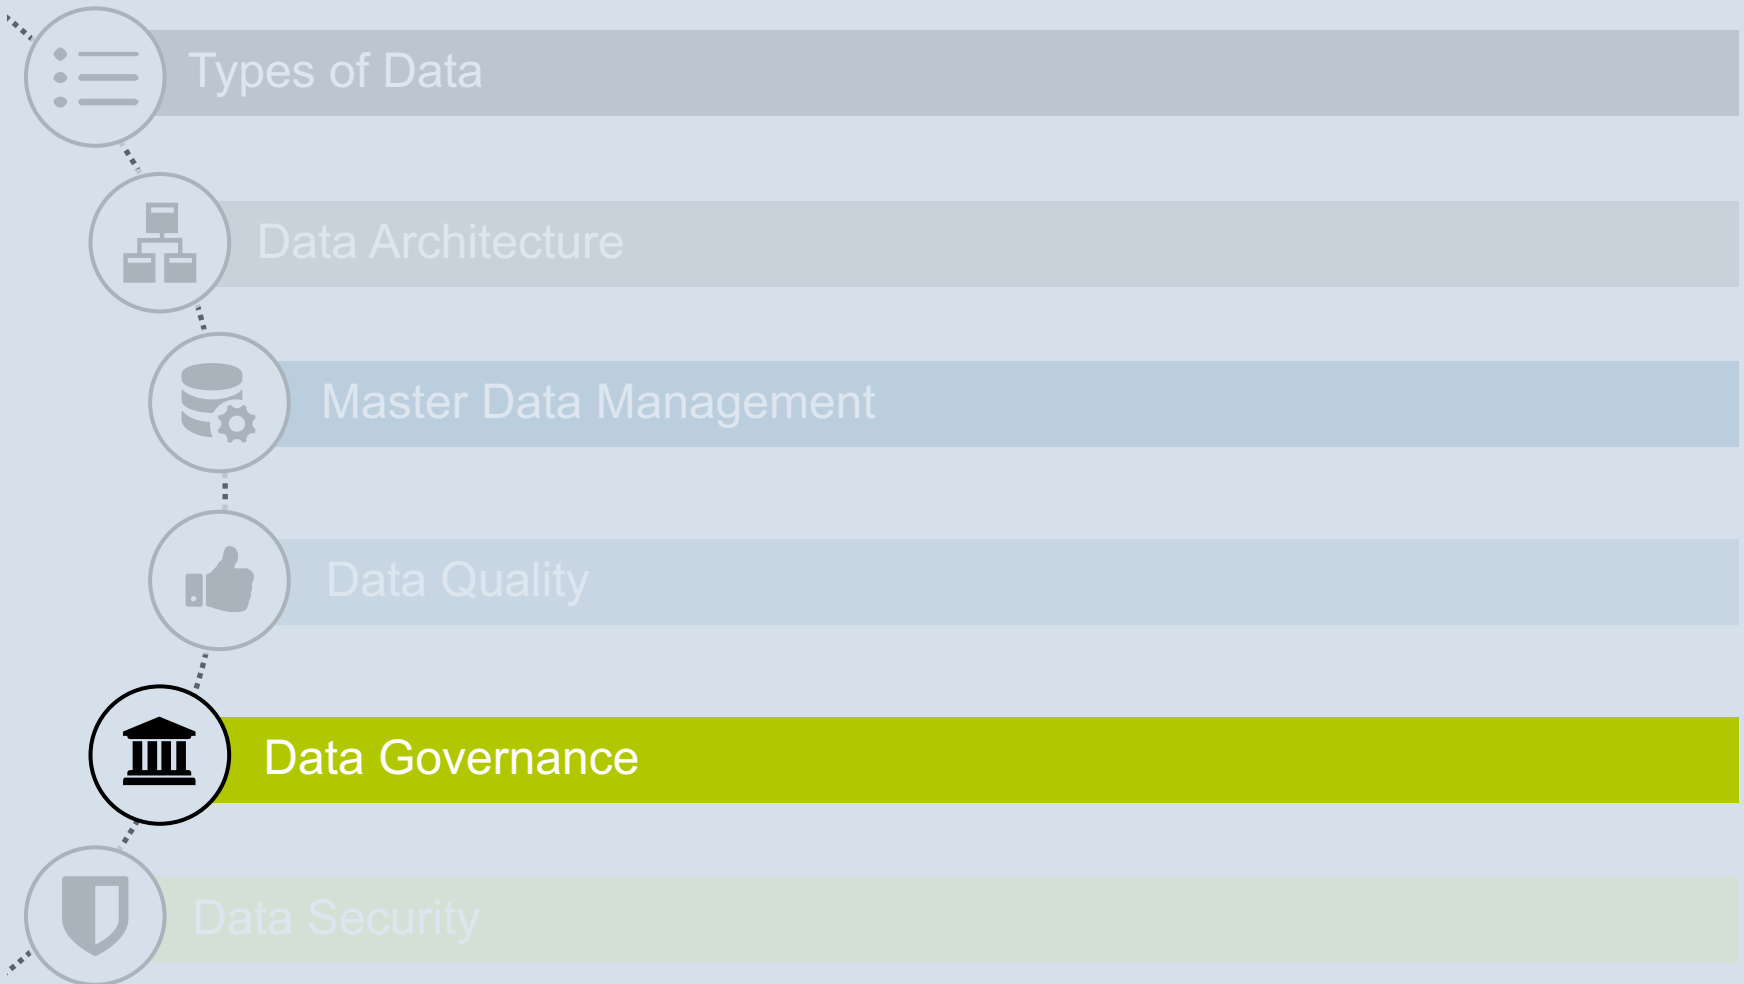 Types of Data
Data Architecture
Master Data Management
Data Quality
Data Governance
Data Security